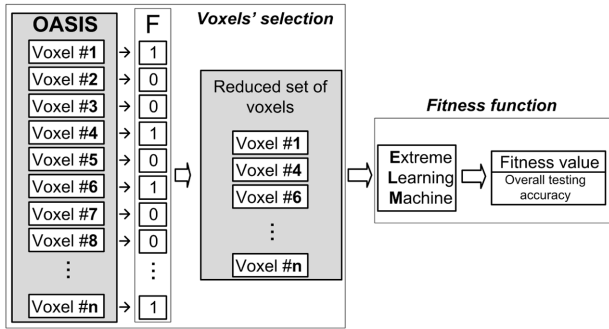 OASIS
F
Voxels' selection
Voxel #1 → 1
Voxel #2 → 0
Voxel #3 → 0
Voxel #4 → 1
Voxel #5 → 0
Voxel #6 → 1
Voxel #7 → 0
Voxel #8 → 0
⋮ ⋮
Voxel #n → 1
Reduced set of
voxels
Voxel #1
Voxel #4
Voxel #6
⋮
Voxel #n
Fitness function
Extreme
Learning
Machine
Fitness value
Overall testing
accuracy